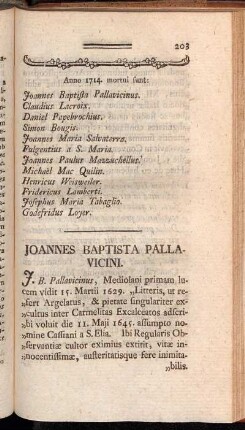 203
Anno 1714. mortui sunt:
Joannes Baptista Pallavicinus.
Claudius Lacroix.
Daniel Papebrochius.
Simon Bougis.
Joannes Maria Salvaterra.
Fulgentius a S. Maria.
Joannes Paulus Mazzuchellus.
Michaël Mac Quilin.
Henricus Weisweiler.
Fridericus Lamberti.
Josephus Maria Tabaglio.
Godefridus Loyer.
JOANNES BAPTISTA PALLA-
VICINI.
J. B. Pallavicinus, Mediolani primam lu-
cem vidit 15. Martii 1629. „Litteris, ut re-
„fert Argelatus, & pietate singulariter ex-
„cultus inter Carmelitas Excalceatos adscri-
„bi voluit die 11. Maji 1645. assumpto no-
„mine Cassiani a S. Elia. Ibi Regularis Ob-
„servantiæ cultor eximius extitit, vitæ in-
„nocentissimæ, austeritatisque fere inimita-
„bilis.